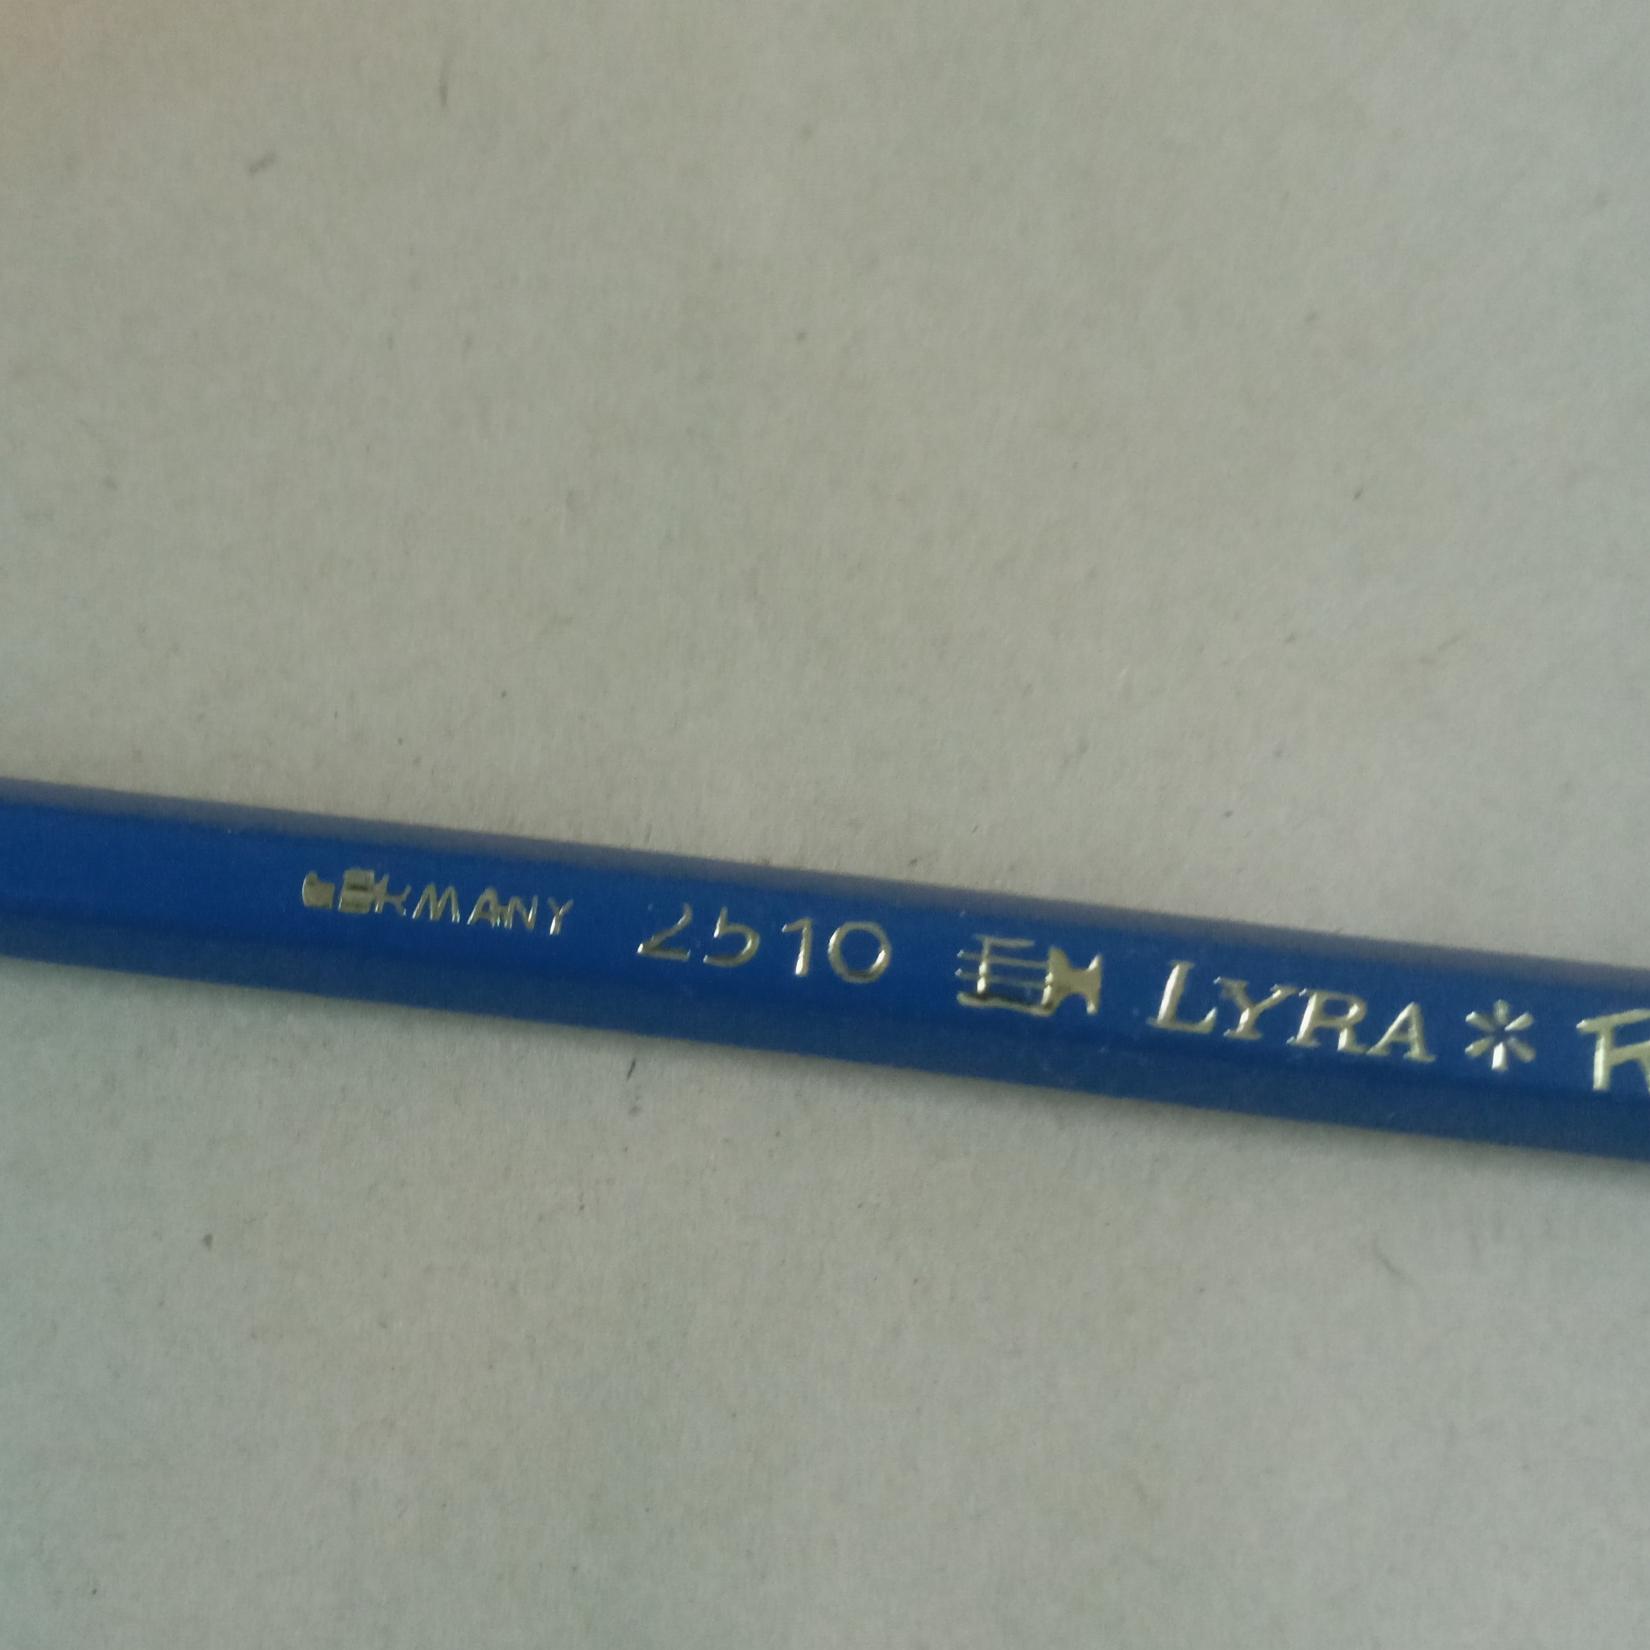 GERMANY 2510 LYRA * R